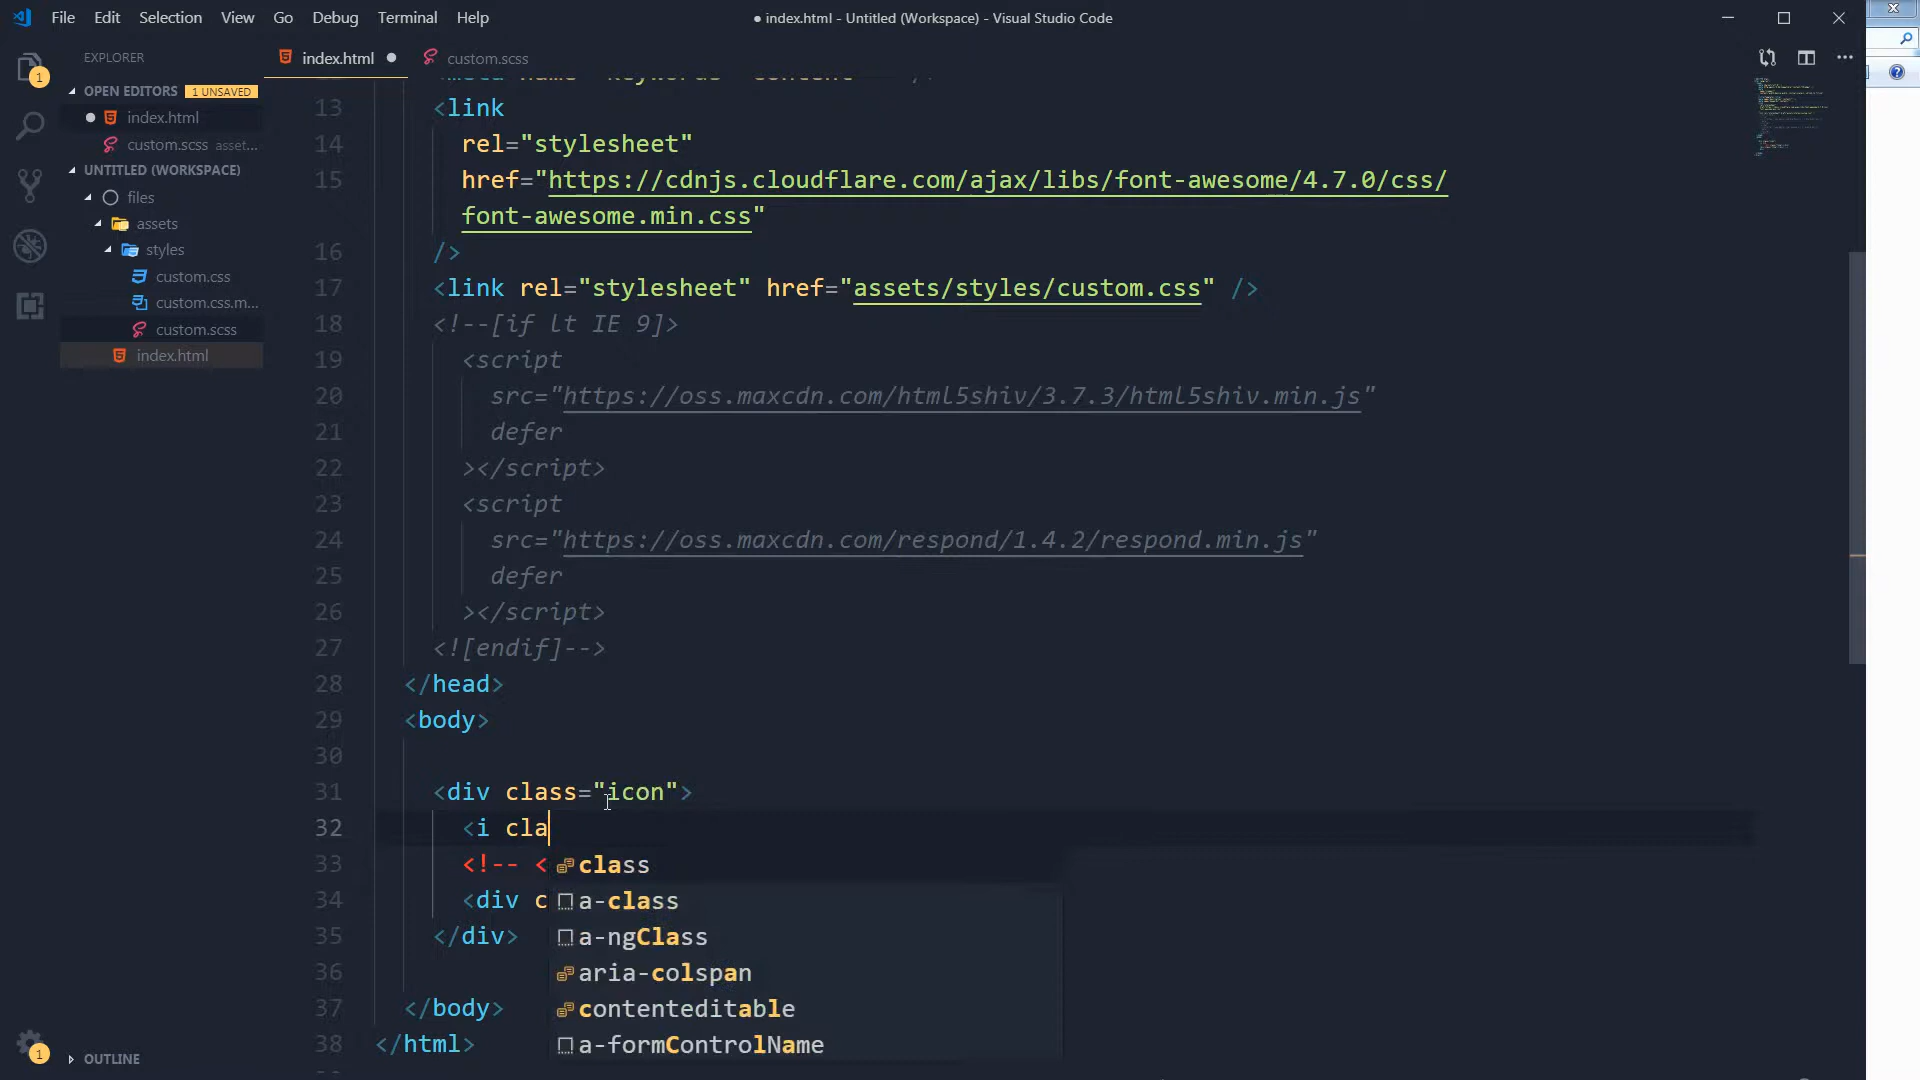 File Edit Selection View Go Debug Terminal Help
● index.html - Untitled (Workspace) - Visual Studio Code
EXPLORER
index.html
custom.scss
OPEN EDITORS 1 UNSAVED
index.html
custom.scss asset...
UNTITLED (WORKSPACE)
files
assets
styles
custom.css
custom.css.m...
custom.scss
index.html
OUTLINE
1
1
13 <link
14 rel="stylesheet"
15 href="https://cdnjs.cloudflare.com/ajax/libs/font-awesome/4.7.0/css/
font-awesome.min.css"
16 />
17 <link rel="stylesheet" href="assets/styles/custom.css" />
18 <!--[if lt IE 9]>
19 <script
20 src="https://oss.maxcdn.com/html5shiv/3.7.3/html5shiv.min.js"
21 defer
22 ></script>
23 <script
24 src="https://oss.maxcdn.com/respond/1.4.2/respond.min.js"
25 defer
26 ></script>
27 <![endif]-->
28 </head>
29 <body>
30
31 <div class="icon">
32 <i cla
33 <!-- <
34 <div c
35 </div>
36
37 </body>
38 </html>
class
a-class
a-ngClass
aria-colspan
contenteditable
a-formControlName